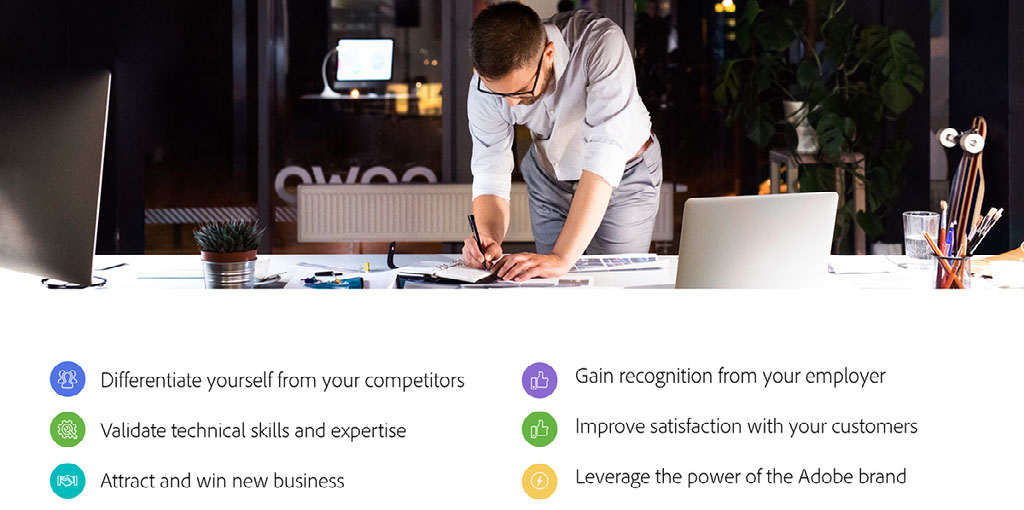 Differentiate yourself from your competitors
Validate technical skills and expertise
Attract and win new business
Gain recognition from your employer
Improve satisfaction with your customers
Leverage the power of the Adobe brand